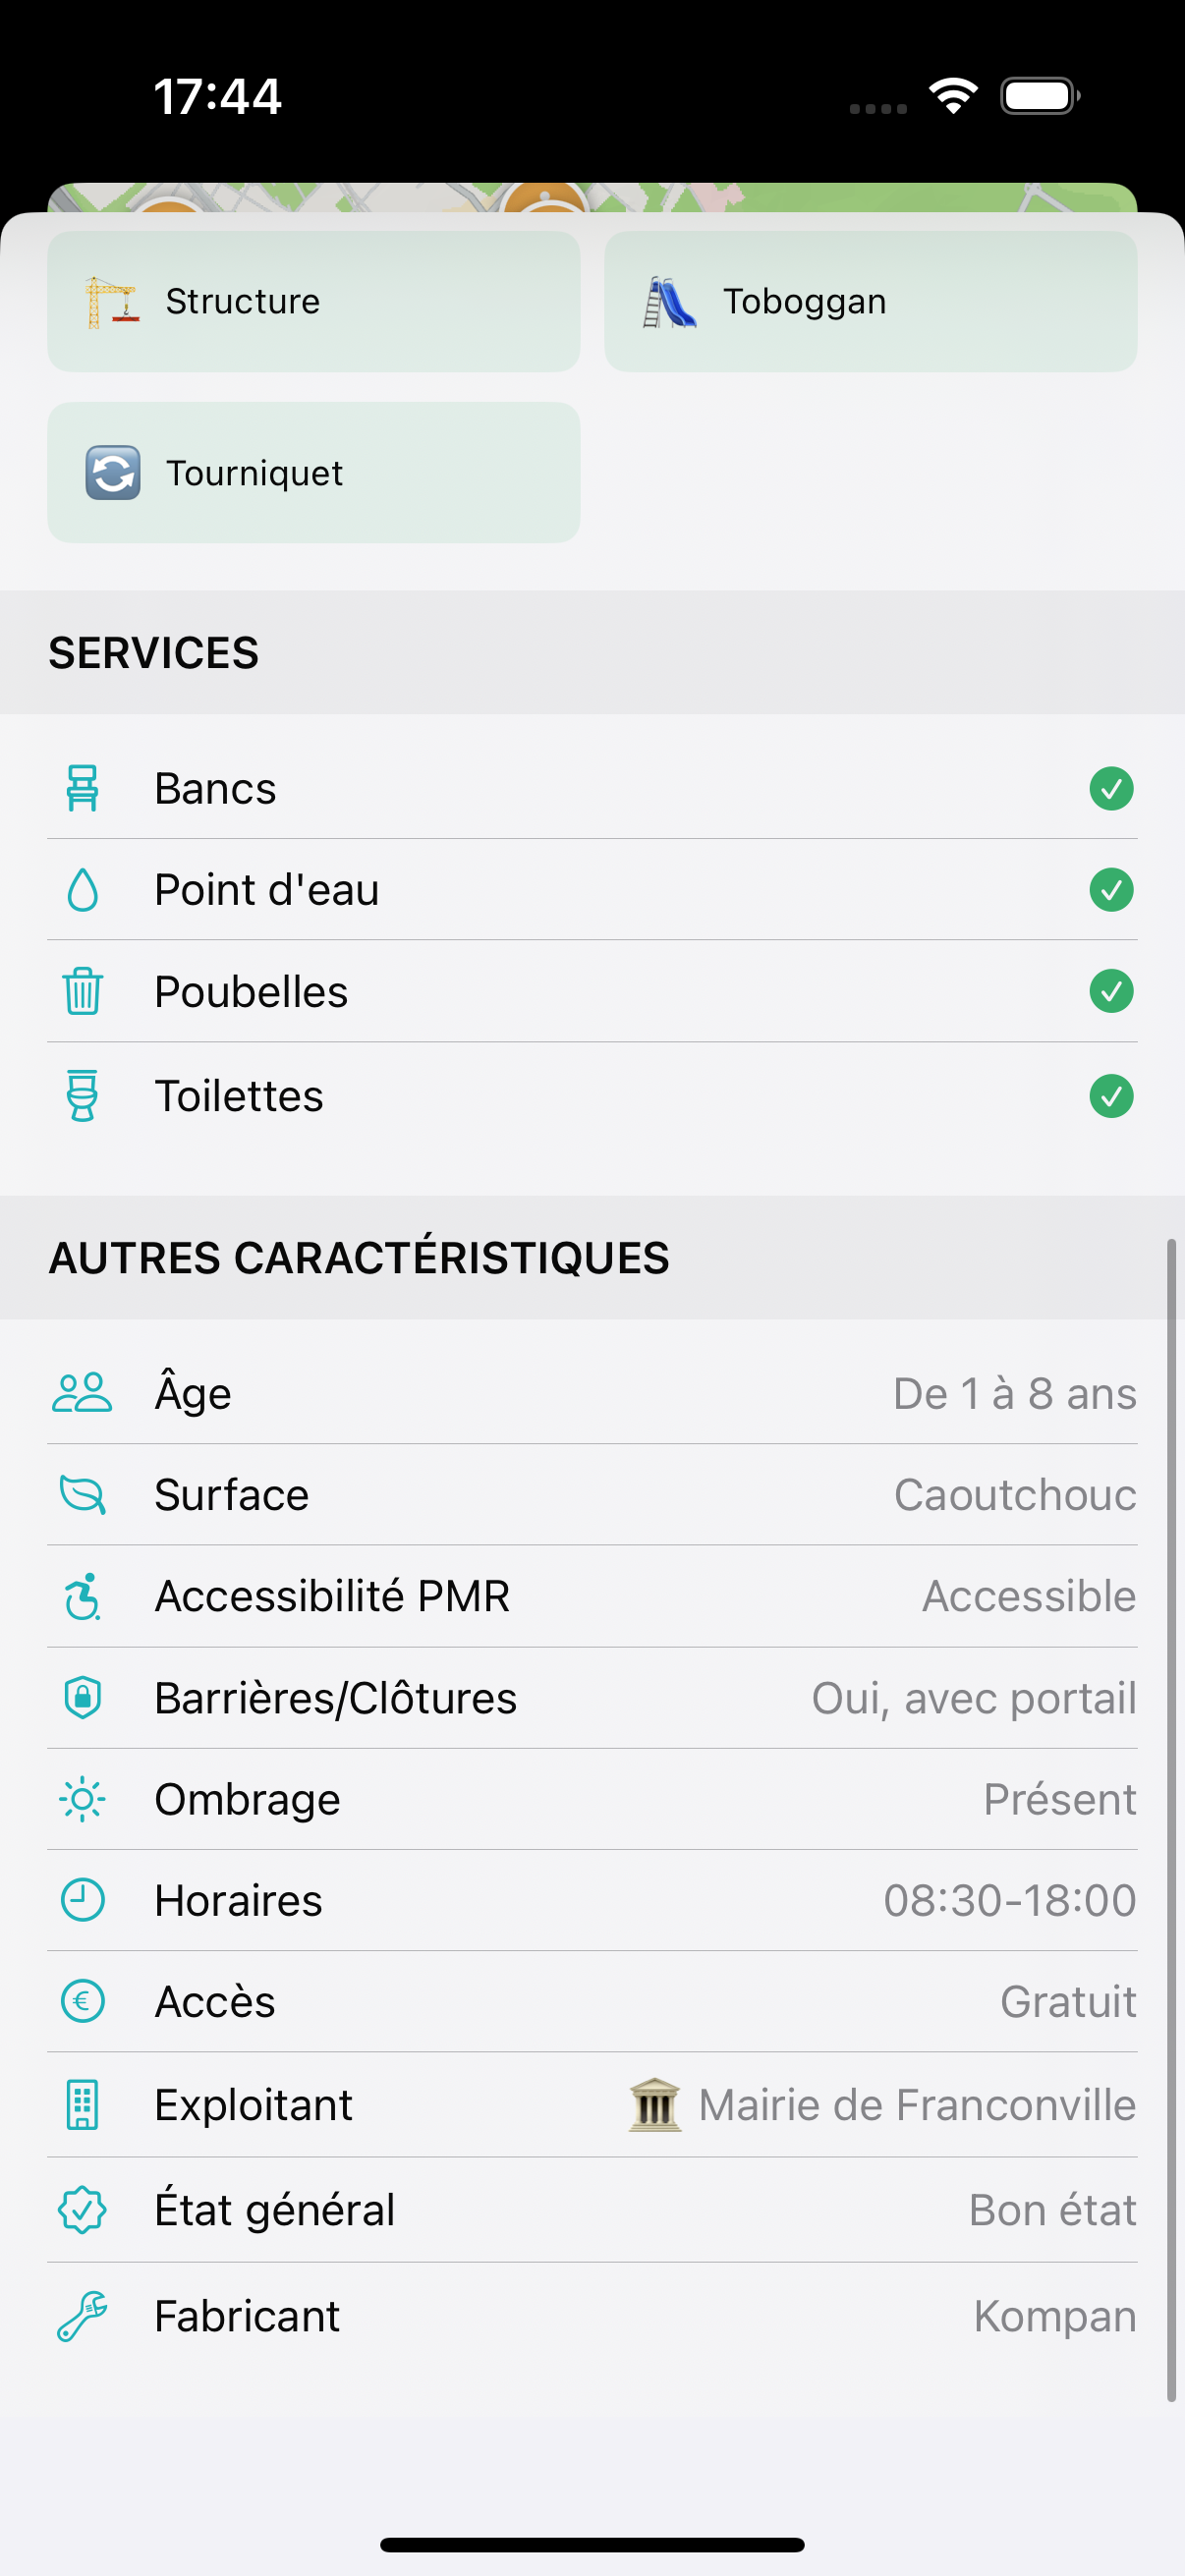 17:44
Structure
Toboggan
Tourniquet
SERVICES
Bancs
Point d'eau
Poubelles
Toilettes
AUTRES CARACTÉRISTIQUES
Âge De 1 à 8 ans
Surface Caoutchouc
Accessibilité PMR Accessible
Barrières/Clôtures Oui, avec portail
Ombrage Présent
Horaires 08:30-18:00
Accès Gratuit
Exploitant 🏛️ Mairie de Franconville
État général Bon état
Fabricant Kompan